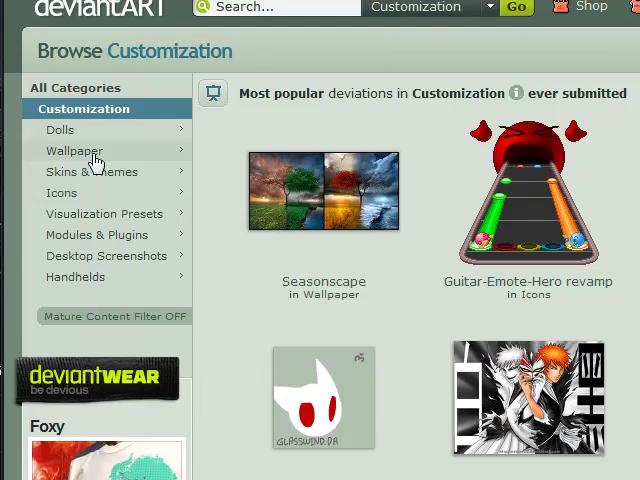 deviantART
Search...
Customization
Go
Shop
Browse Customization
All Categories
Customization
Dolls
Wallpaper
Skins & Themes
Icons
Visualization Presets
Modules & Plugins
Desktop Screenshots
Handhelds
Mature Content Filter OFF
deviantWEAR
be devious
Foxy
Most popular deviations in Customization i ever submitted
Seasonscape
in Wallpaper
Guitar-Emote-Hero revamp
in Icons
GLASSWIND.DA